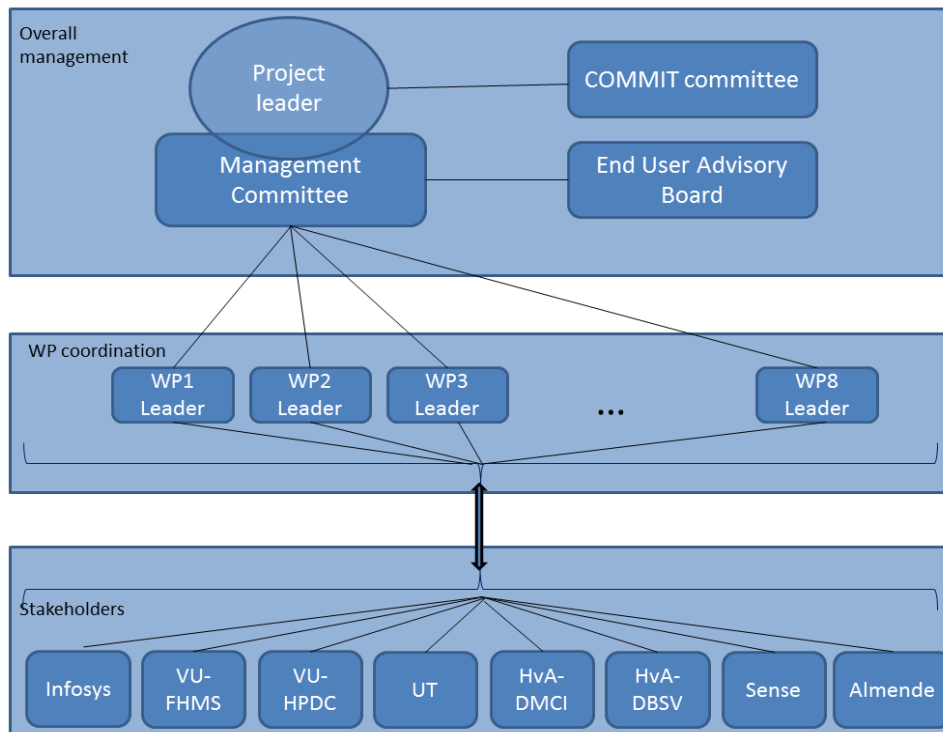 Overall
management
Project
leader
COMMIT committee
Management
Committee
End User Advisory
Board
WP coordination
WP1
Leader
WP2
Leader
WP3
Leader
...
WP8
Leader
Stakeholders
Infosys
VU-
FHMS
VU-
HPDC
UT
HvA-
DMCI
HvA-
DBSV
Sense
Almende